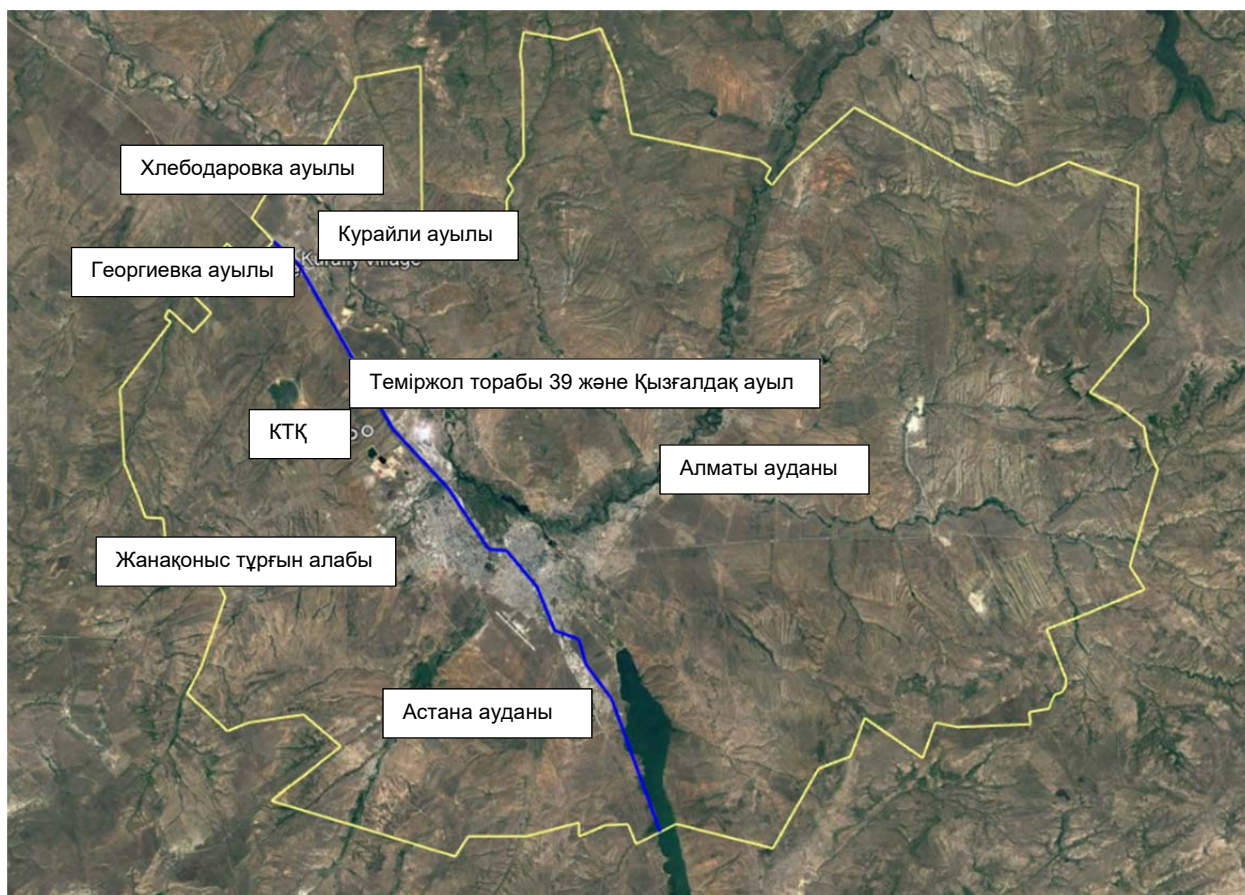 Хлебодаровка ауылы
Курайли ауылы
Георгиевка ауылы
village
Теміржол торабы 39 және Қызғалдақ ауыл
КТҚ
Алматы ауданы
Жанақоныс тұрғын алабы
Астана ауданы